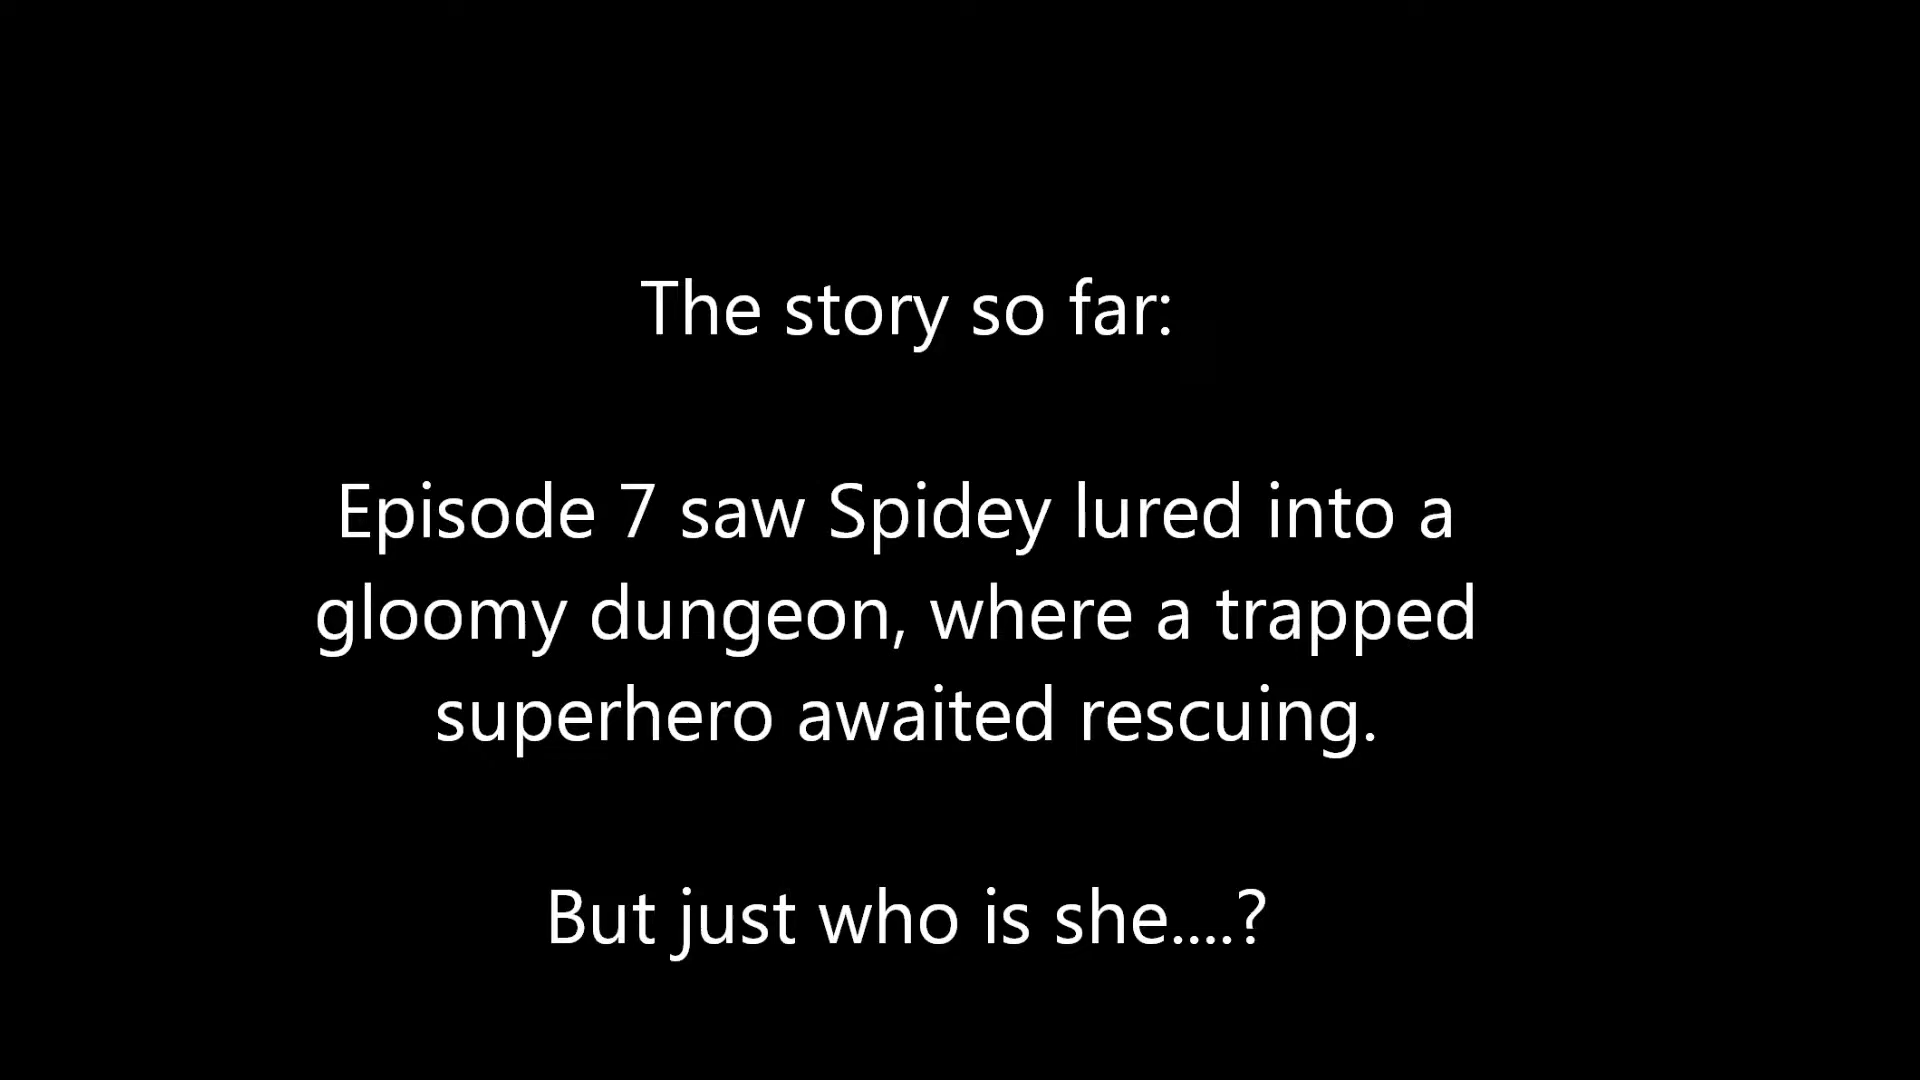 The story so far:
Episode 7 saw Spidey lured into a
gloomy dungeon, where a trapped
superhero awaited rescuing.
But just who is she....?